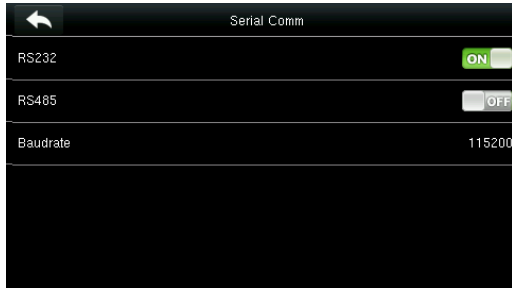 Serial Comm
RS232 ON
RS485 OFF
Baudrate 115200